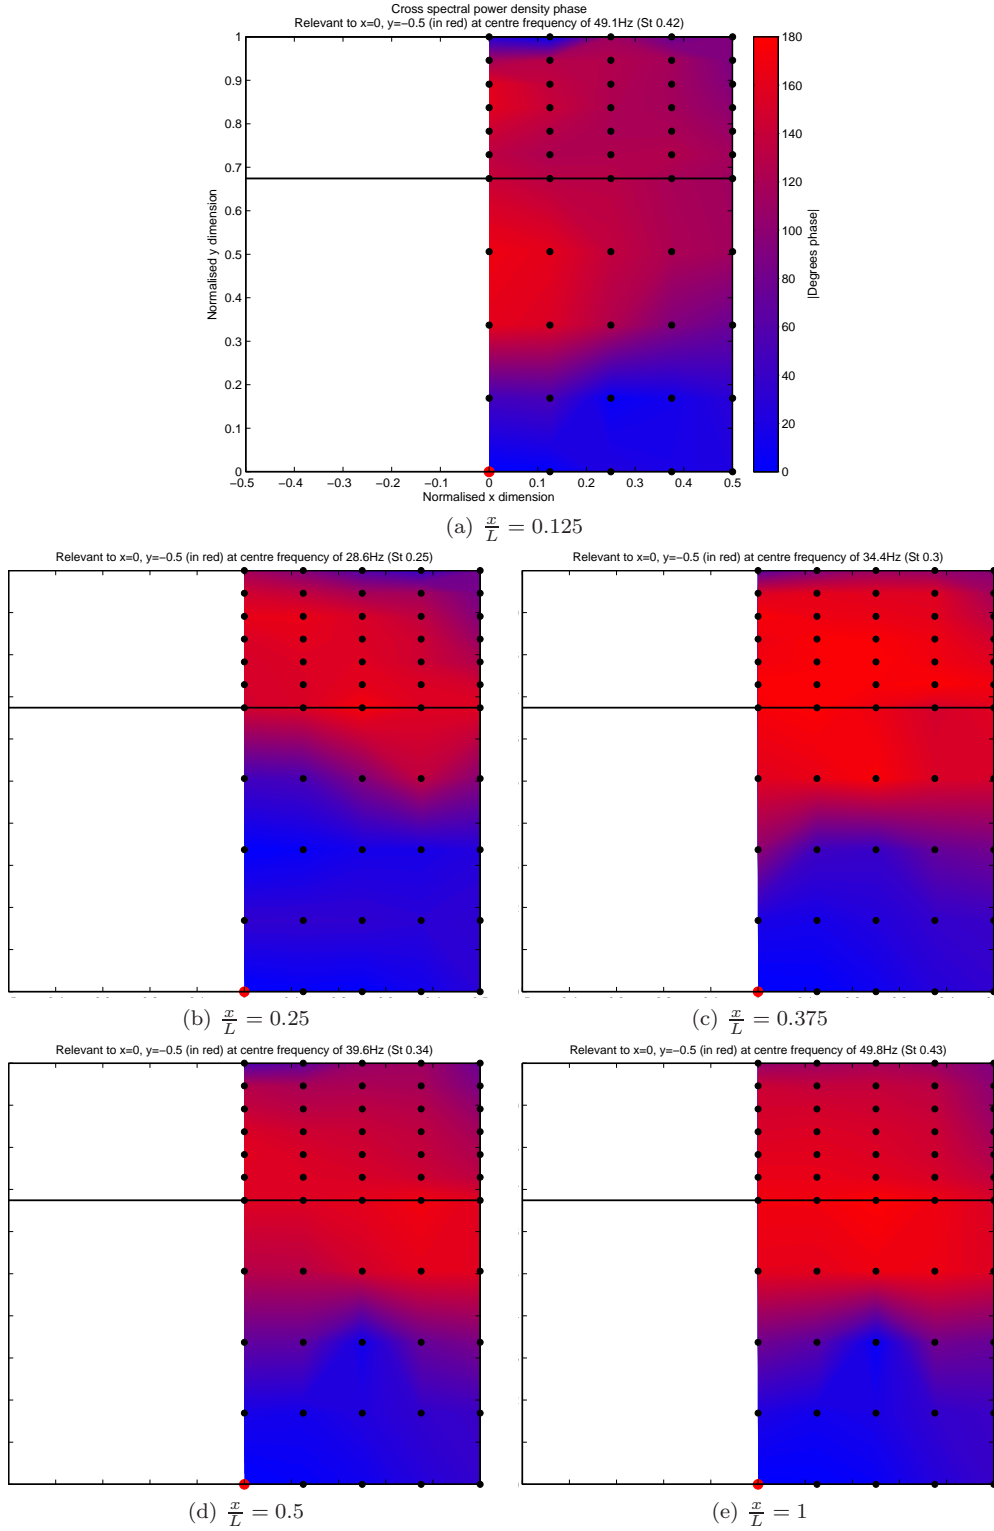 Cross spectral power density phase
Relevant to x=0, y=−0.5 (in red) at centre frequency of 49.1Hz (St 0.42)
1
0.9
0.8
0.7
0.6
0.5
0.4
0.3
0.2
0.1
0
Normalised y dimension
−0.5 −0.4 −0.3 −0.2 −0.1 0 0.1 0.2 0.3 0.4 0.5
Normalised x dimension
180
160
140
120
100
80
60
40
20
0
|Degrees phase|
(a) x/L = 0.125
Relevant to x=0, y=−0.5 (in red) at centre frequency of 28.6Hz (St 0.25)
(b) x/L = 0.25
Relevant to x=0, y=−0.5 (in red) at centre frequency of 34.4Hz (St 0.3)
(c) x/L = 0.375
Relevant to x=0, y=−0.5 (in red) at centre frequency of 39.6Hz (St 0.34)
(d) x/L = 0.5
Relevant to x=0, y=−0.5 (in red) at centre frequency of 49.8Hz (St 0.43)
(e) x/L = 1